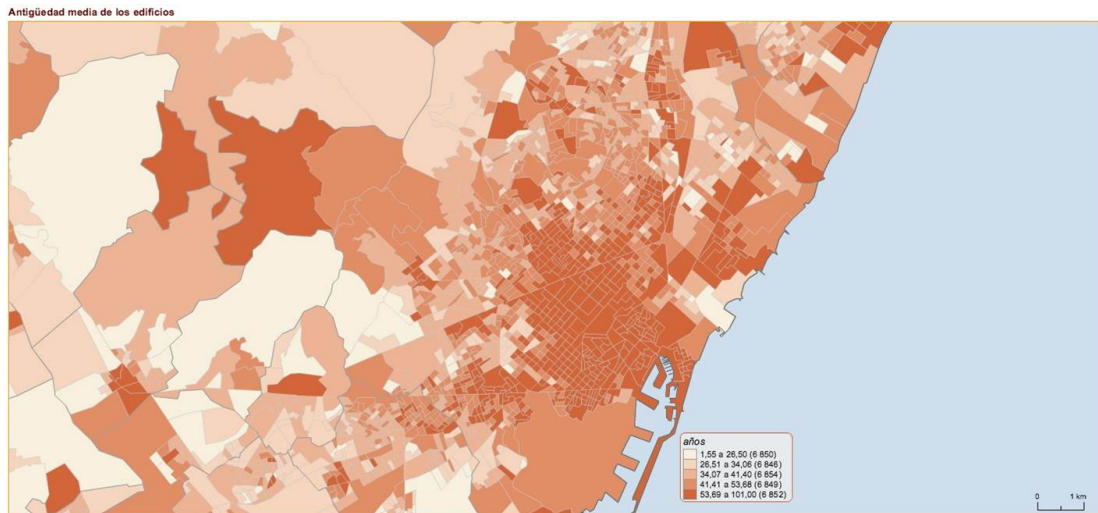 Antigüedad media de los edificios
años
1,55 a 26,50 (6 850)
26,51 a 34,06 (6 846)
34,07 a 41,40 (6 854)
41,41 a 53,68 (6 849)
53,69 a 101,00 (6 852)
0 1 km